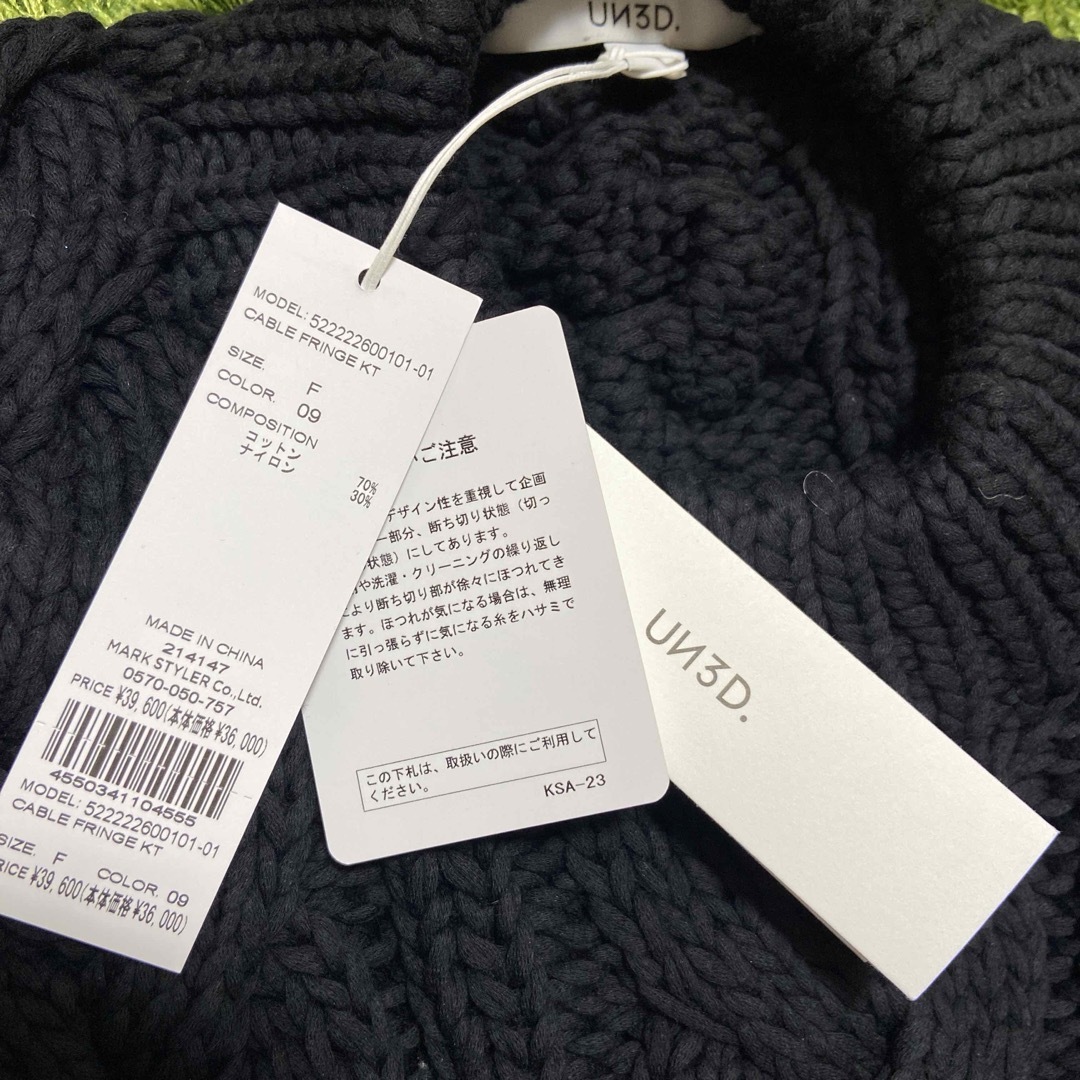 UИ3D.
MODEL: 522222600101-01
CABLE FRINGE KT
SIZE. F
COLOR. 09
COMPOSITION
コットン 70%
ナイロン 30%
MADE IN CHINA
214147
MARK STYLER Co.,Ltd.
0570-050-757
PRICE ¥39,600(本体価格¥36,000)
4550341104555
MODEL: 522222600101-01
CABLE FRINGE KT
SIZE. F COLOR. 09
PRICE ¥39,600(本体価格¥36,000)
ご注意
デザイン性を重視して企画
一部分、断ち切り状態（切っ
状態）にしてあります。
や洗濯・クリーニングの繰り返し
より断ち切り部が徐々にほつれてき
ます。ほつれが気になる場合は、無理
に引っ張らずに気になる糸をハサミで
取り除いて下さい。
この下札は、取扱いの際にご利用して
ください。
KSA-23
UИ3D.